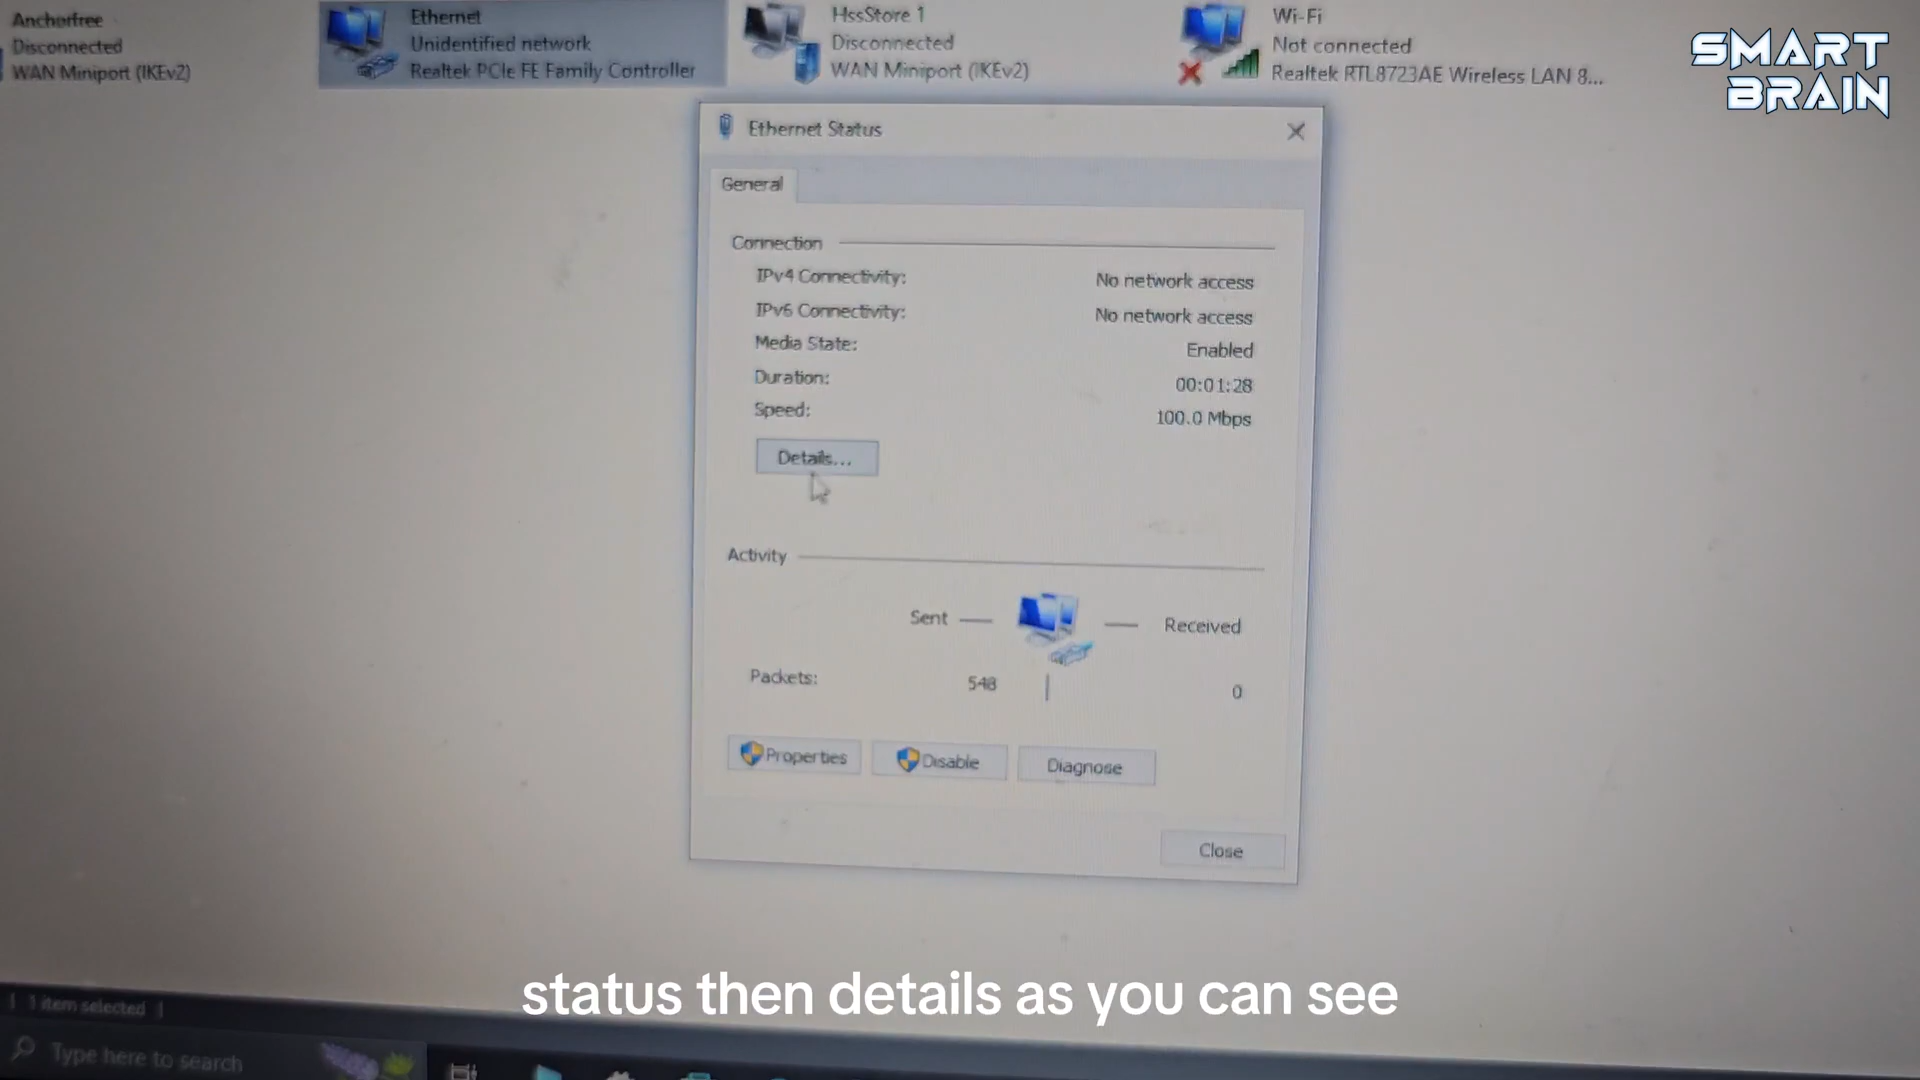 Anchorfree
Disconnected
WAN Miniport (IKEv2)
Ethernet
Unidentified network
Realtek PCIe FE Family Controller
HssStore 1
Disconnected
WAN Miniport (IKEv2)
Wi-Fi
Not connected
Realtek RTL8723AE Wireless LAN 8...
SMART
BRAIN
Ethernet Status
General
Connection
IPv4 Connectivity: No network access
IPv6 Connectivity: No network access
Media State: Enabled
Duration: 00:01:28
Speed: 100.0 Mbps
Details...
Activity
Sent Received
Packets: 548 0
Properties Disable Diagnose
Close
status then details as you can see
1 item selected
Type here to search